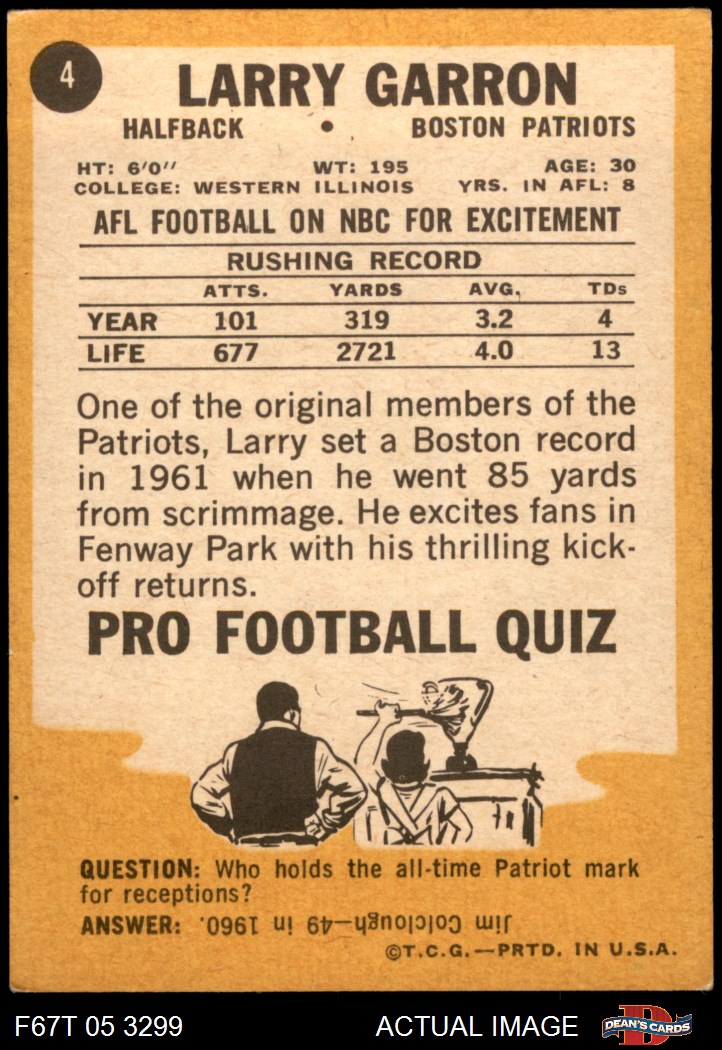 4
LARRY GARRON
HALFBACK • BOSTON PATRIOTS
HT: 6'0'' WT: 195 AGE: 30
COLLEGE: WESTERN ILLINOIS YRS. IN AFL: 8
AFL FOOTBALL ON NBC FOR EXCITEMENT
RUSHING RECORD
ATTS. YARDS AVG. TDs
YEAR 101 319 3.2 4
LIFE 677 2721 4.0 13
One of the original members of the
Patriots, Larry set a Boston record
in 1961 when he went 85 yards
from scrimmage. He excites fans in
Fenway Park with his thrilling kick-
off returns.
PRO FOOTBALL QUIZ
QUESTION: Who holds the all-time Patriot mark
for receptions?
ANSWER: Jim Colclough—49 in 1960.
©T.C.G.—PRTD. IN U.S.A.
F67T 05 3299 ACTUAL IMAGE D DEAN'S CARDS